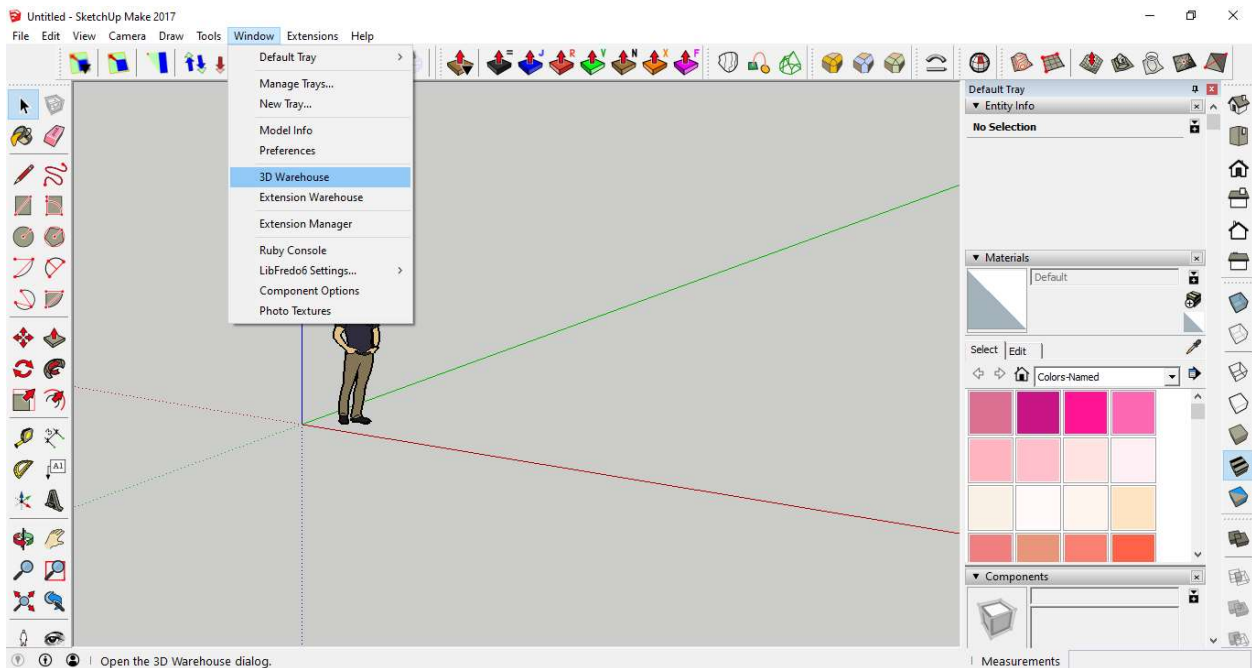 Untitled - SketchUp Make 2017
File Edit View Camera Draw Tools Window Extensions Help
Default Tray
Manage Trays...
New Tray...
Model Info
Preferences
3D Warehouse
Extension Warehouse
Extension Manager
Ruby Console
LibFredo6 Settings...
Component Options
Photo Textures
= J R V N X F
Default Tray
Entity Info
No Selection
Materials
Default
Select Edit
Colors-Named
Components
A1
Open the 3D Warehouse dialog.
Measurements